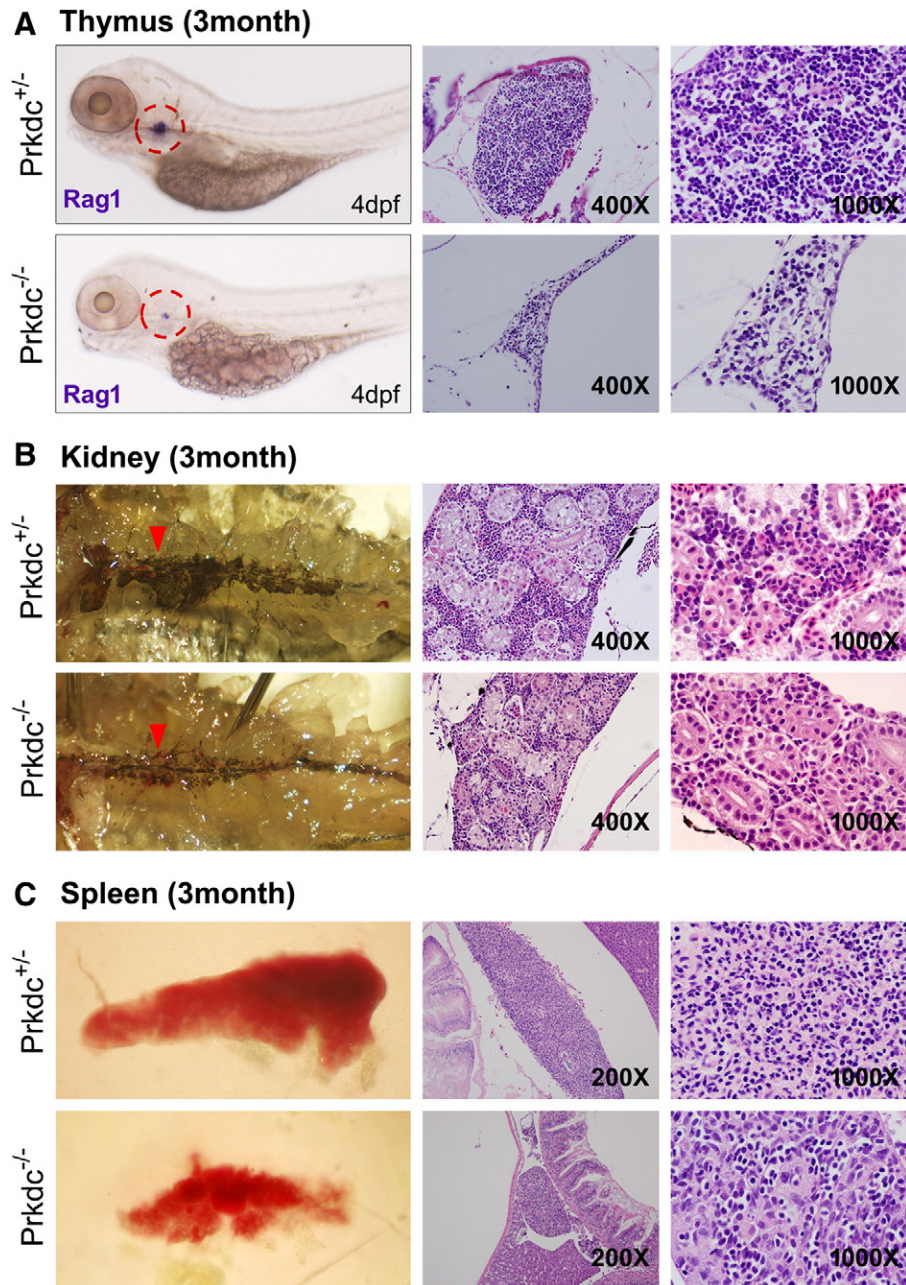 A Thymus (3month)
Prkdc+/-
Rag1
4dpf
400X
1000X
Prkdc-/-
Rag1
4dpf
400X
1000X
B Kidney (3month)
Prkdc+/-
400X
1000X
Prkdc-/-
400X
1000X
C Spleen (3month)
Prkdc+/-
200X
1000X
Prkdc-/-
200X
1000X